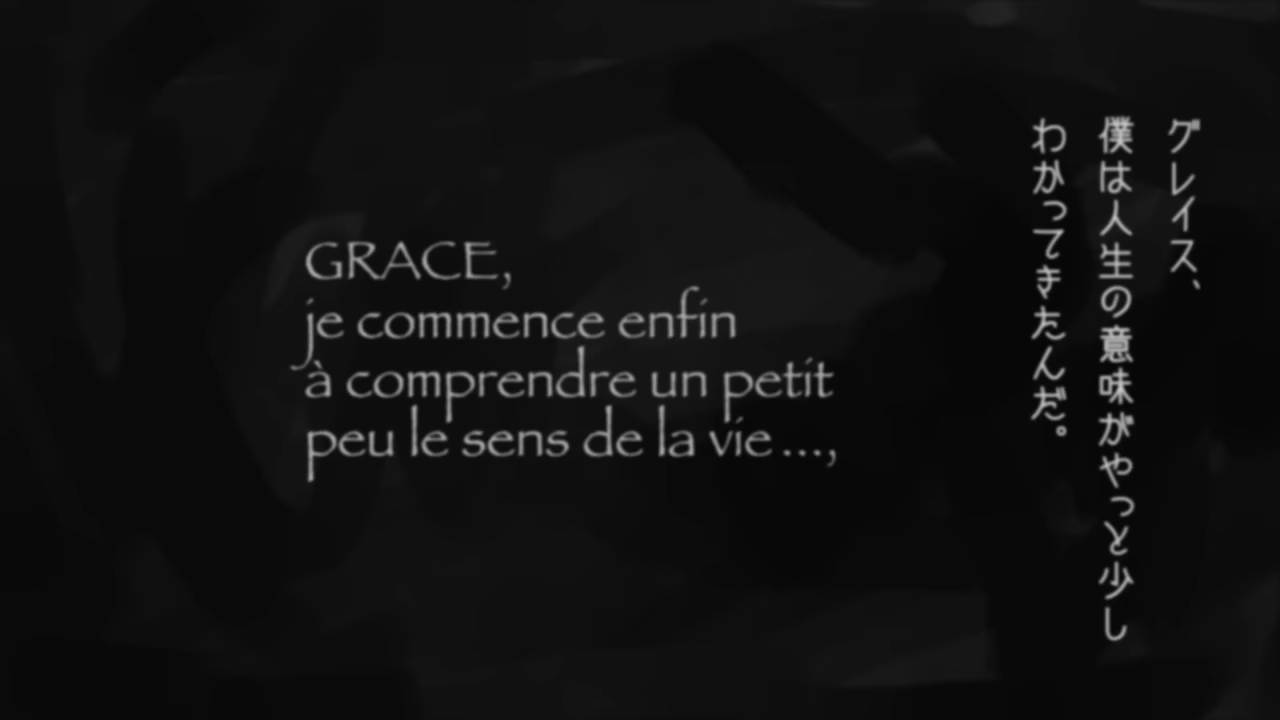 GRACE,
je commence enfin
à comprendre un petit
peu le sens de la vie ...,
グレイス、
僕は人生の意味がやっと少し
わかってきたんだ。